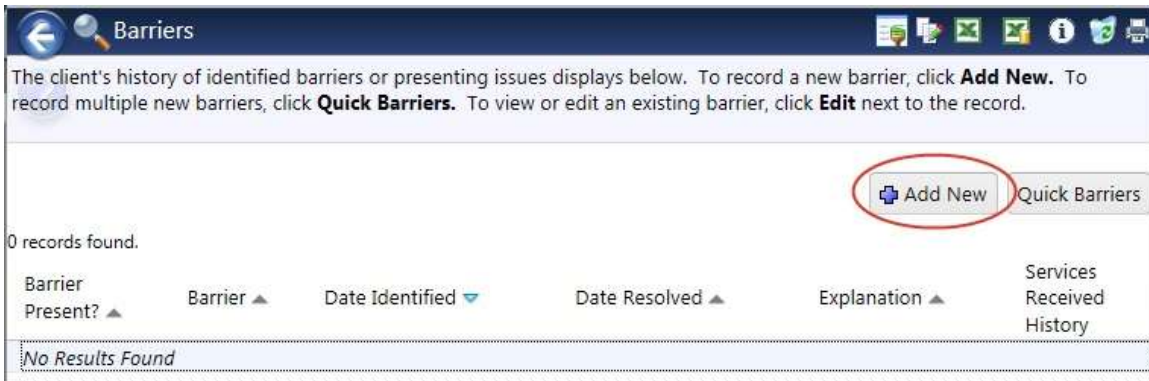 Barriers
The client's history of identified barriers or presenting issues displays below. To record a new barrier, click Add New. To
record multiple new barriers, click Quick Barriers. To view or edit an existing barrier, click Edit next to the record.
Add New
Quick Barriers
0 records found.
Barrier
Present?
Barrier
Date Identified
Date Resolved
Explanation
Services
Received
History
No Results Found